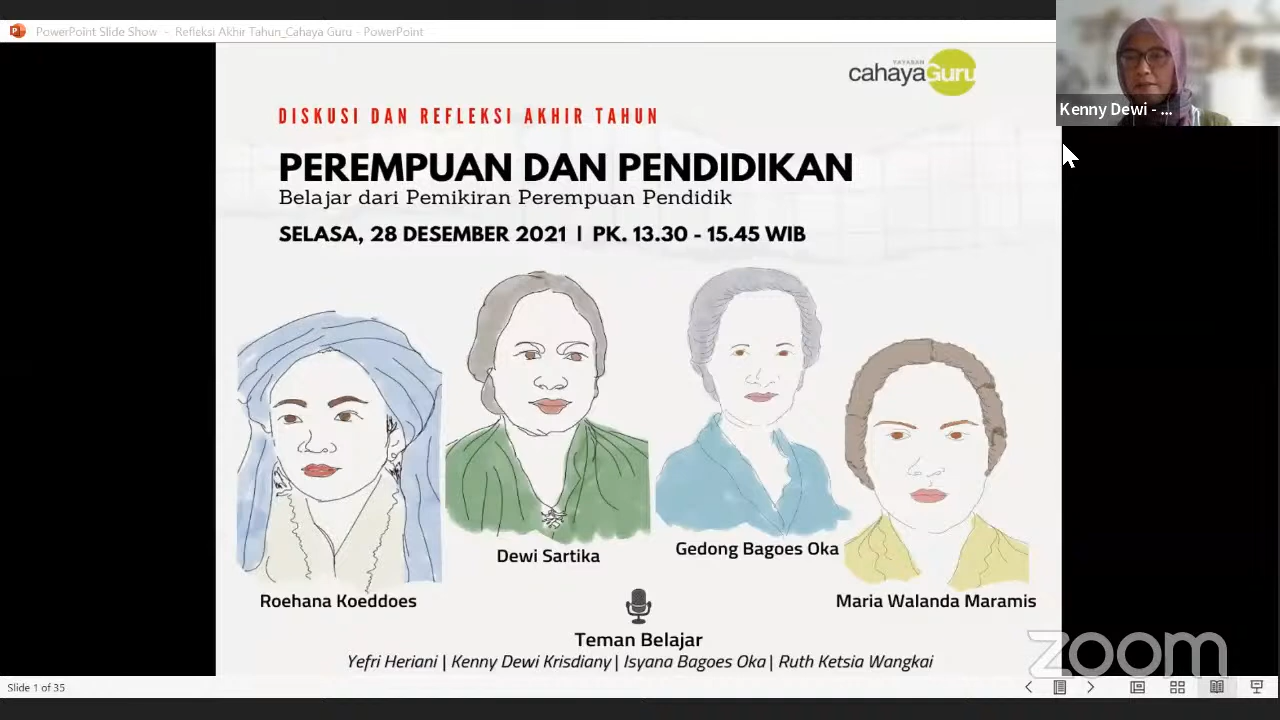 PowerPoint Slide Show - Refleksi Akhir Tahun_Cahaya Guru - PowerPoint
YAYASAN
cahayaGuru
Kenny Dewi - ...
DISKUSI DAN REFLEKSI AKHIR TAHUN
PEREMPUAN DAN PENDIDIKAN
Belajar dari Pemikiran Perempuan Pendidik
SELASA, 28 DESEMBER 2021 | PK. 13.30 - 15.45 WIB
Roehana Koeddoes
Dewi Sartika
Gedong Bagoes Oka
Maria Walanda Maramis
Teman Belajar
Yefri Heriani | Kenny Dewi Krisdiany | Isyana Bagoes Oka | Ruth Ketsia Wangkai
zoom
Slide 1 of 35